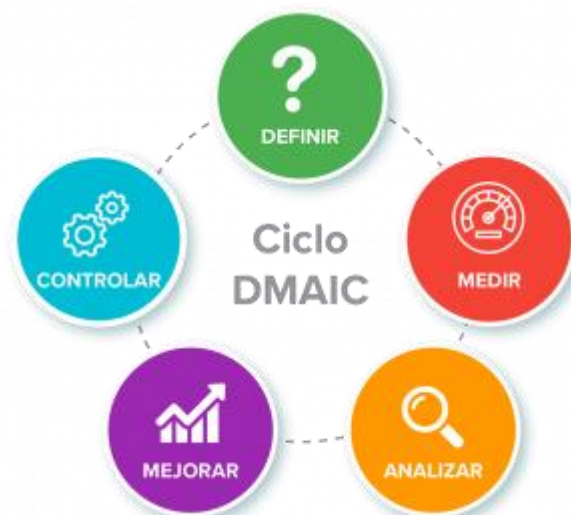 ?
DEFINIR
CONTROLAR
Ciclo
DMAIC
MEDIR
MEJORAR
ANALIZAR